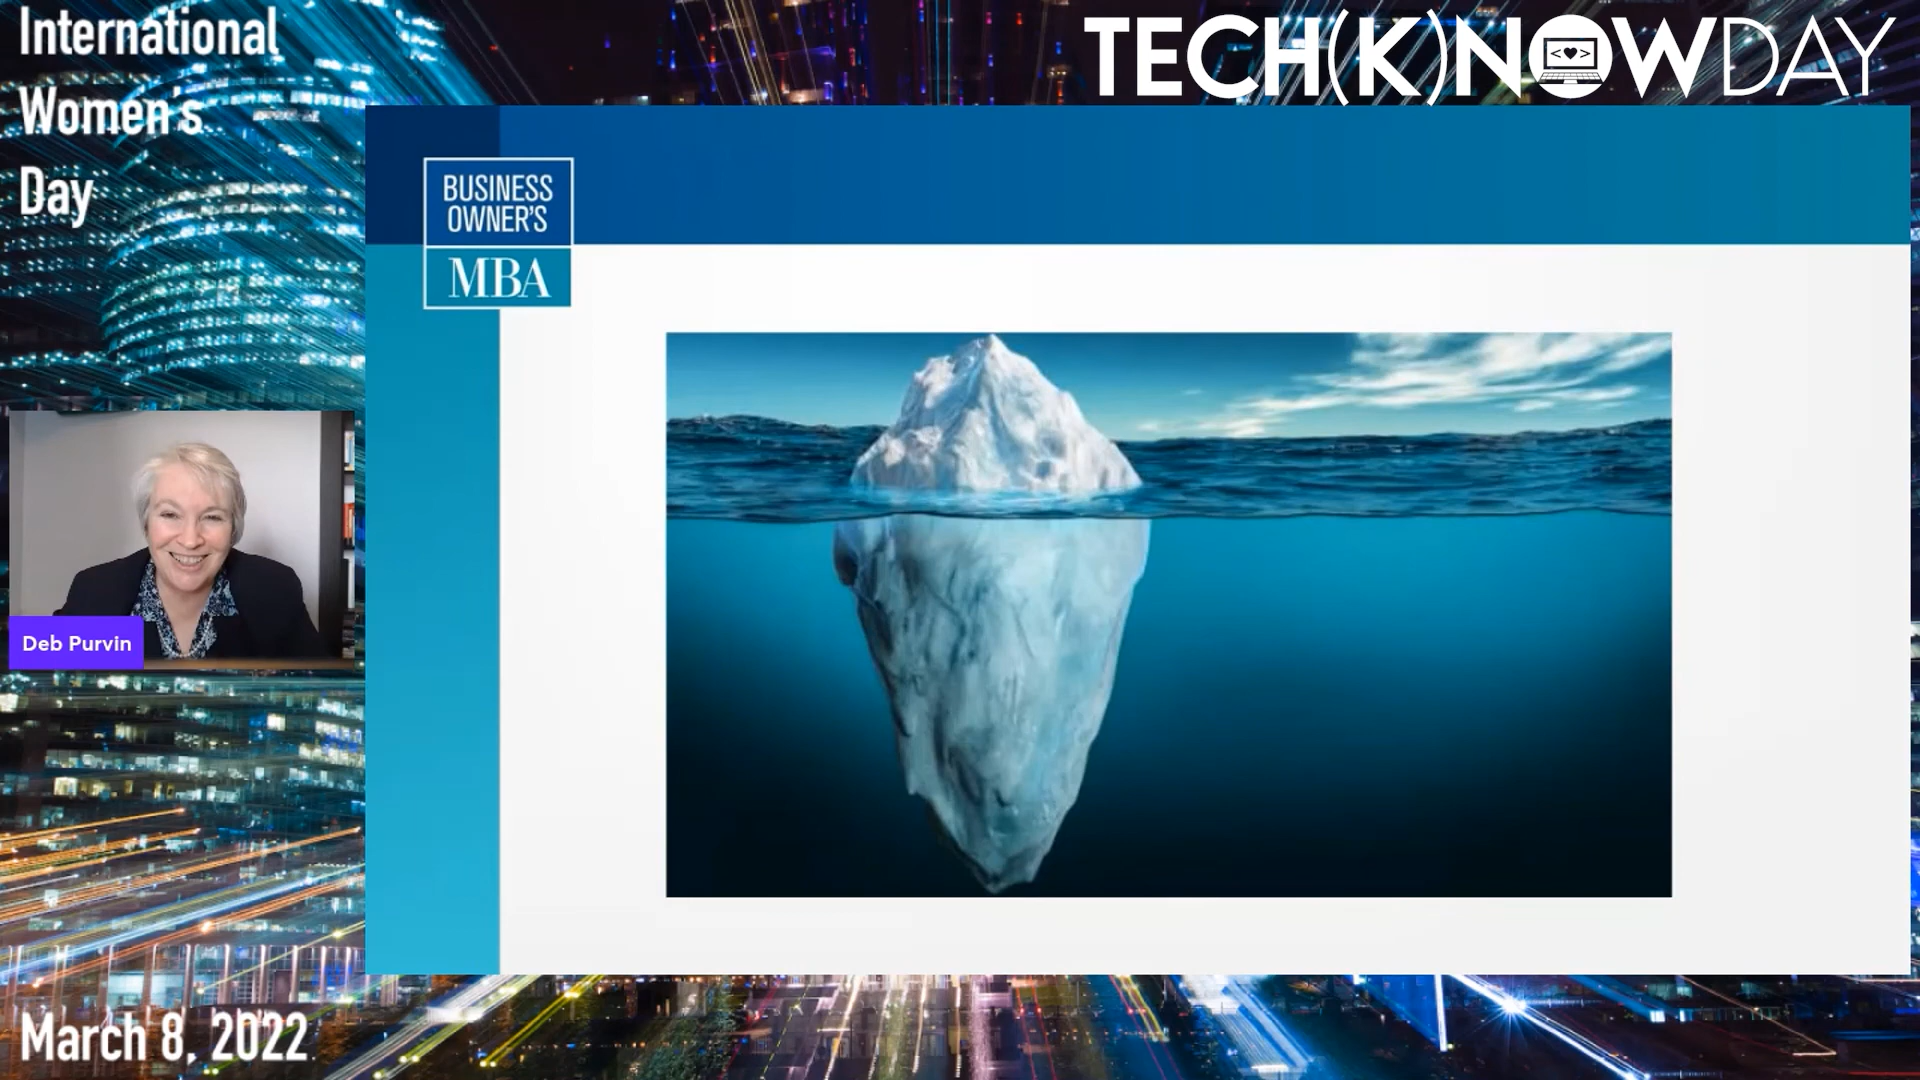 International
Women's
Day
TECH(K)NOWDAY
BUSINESS
OWNER'S
MBA
Deb Purvin
March 8, 2022